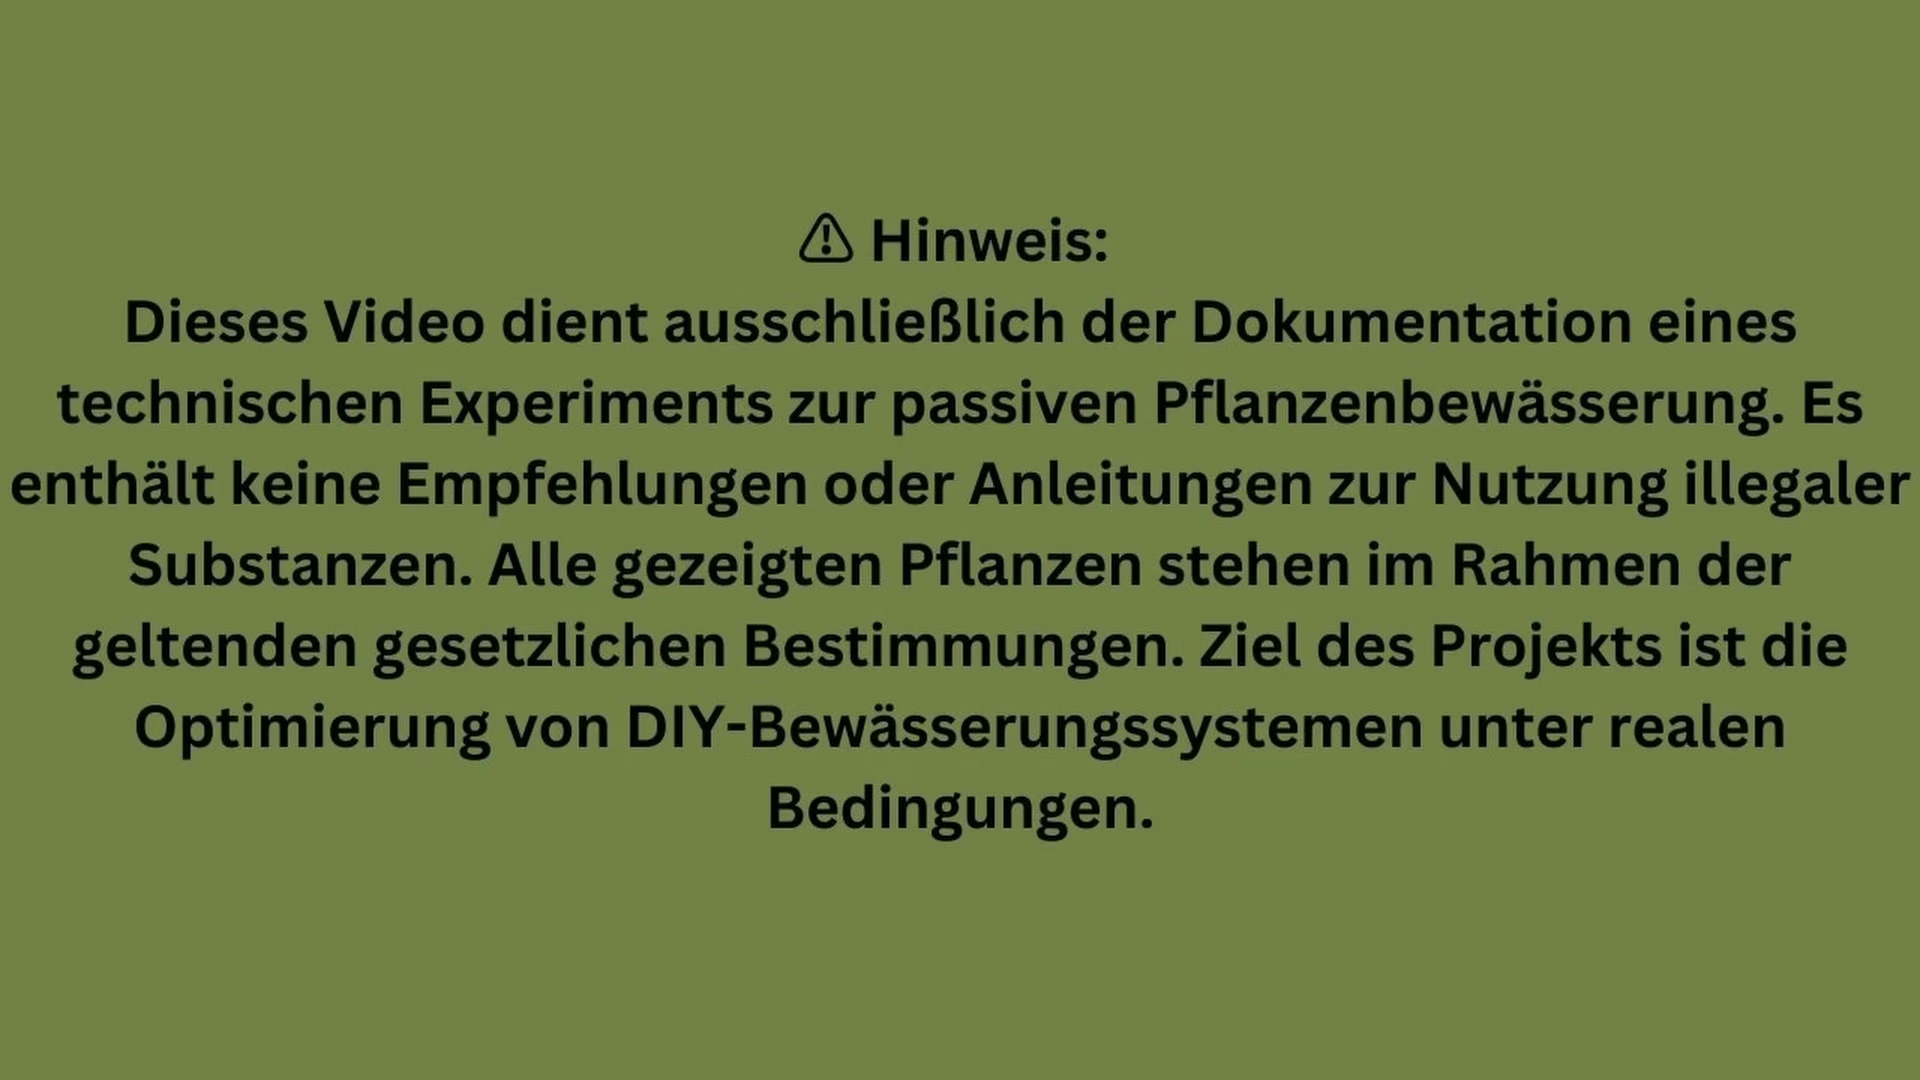 ⚠ Hinweis:
Dieses Video dient ausschließlich der Dokumentation eines
technischen Experiments zur passiven Pflanzenbewässerung. Es
enthält keine Empfehlungen oder Anleitungen zur Nutzung illegaler
Substanzen. Alle gezeigten Pflanzen stehen im Rahmen der
geltenden gesetzlichen Bestimmungen. Ziel des Projekts ist die
Optimierung von DIY-Bewässerungssystemen unter realen
Bedingungen.